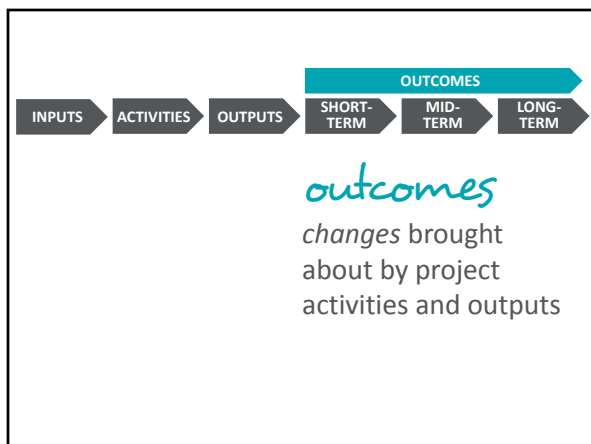 OUTCOMES
INPUTS
ACTIVITIES
OUTPUTS
SHORT-
TERM
MID-
TERM
LONG-
TERM
outcomes
changes brought
about by project
activities and outputs